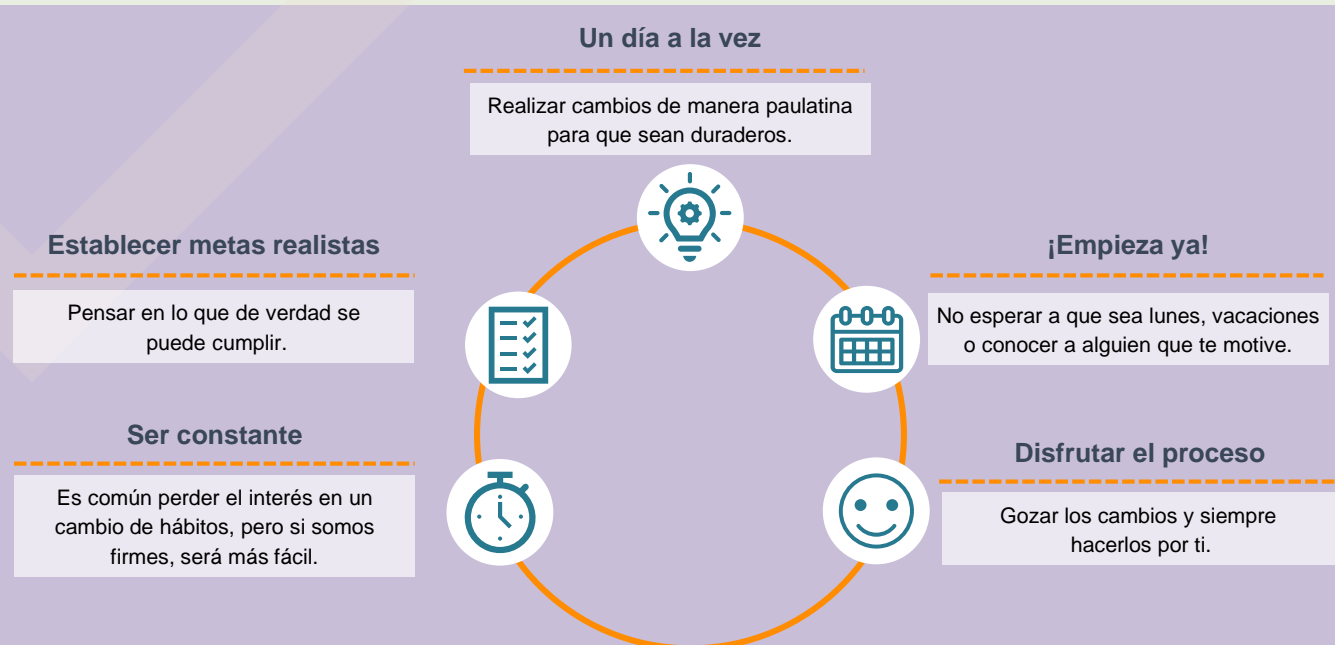 Un día a la vez
Realizar cambios de manera paulatina
para que sean duraderos.
Establecer metas realistas
Pensar en lo que de verdad se
puede cumplir.
¡Empieza ya!
No esperar a que sea lunes, vacaciones
o conocer a alguien que te motive.
Ser constante
Es común perder el interés en un
cambio de hábitos, pero si somos
firmes, será más fácil.
Disfrutar el proceso
Gozar los cambios y siempre
hacerlos por ti.